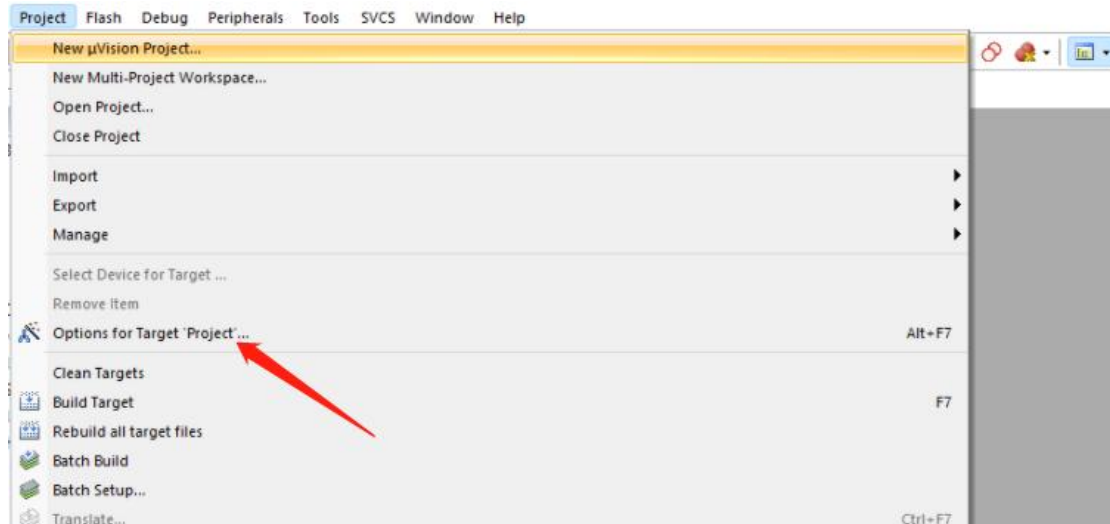 Project Flash Debug Peripherals Tools SVCS Window Help
New µVision Project...
New Multi-Project Workspace...
Open Project...
Close Project
Import
Export
Manage
Select Device for Target ...
Remove Item
Options for Target 'Project'... Alt+F7
Clean Targets
Build Target F7
Rebuild all target files
Batch Build
Batch Setup...
Translate... Ctrl+F7